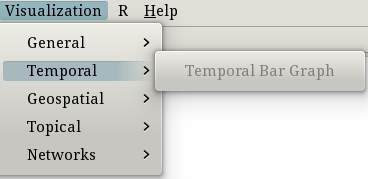 Visualization R Help
General
Temporal
Temporal Bar Graph
Geospatial
Topical
Networks